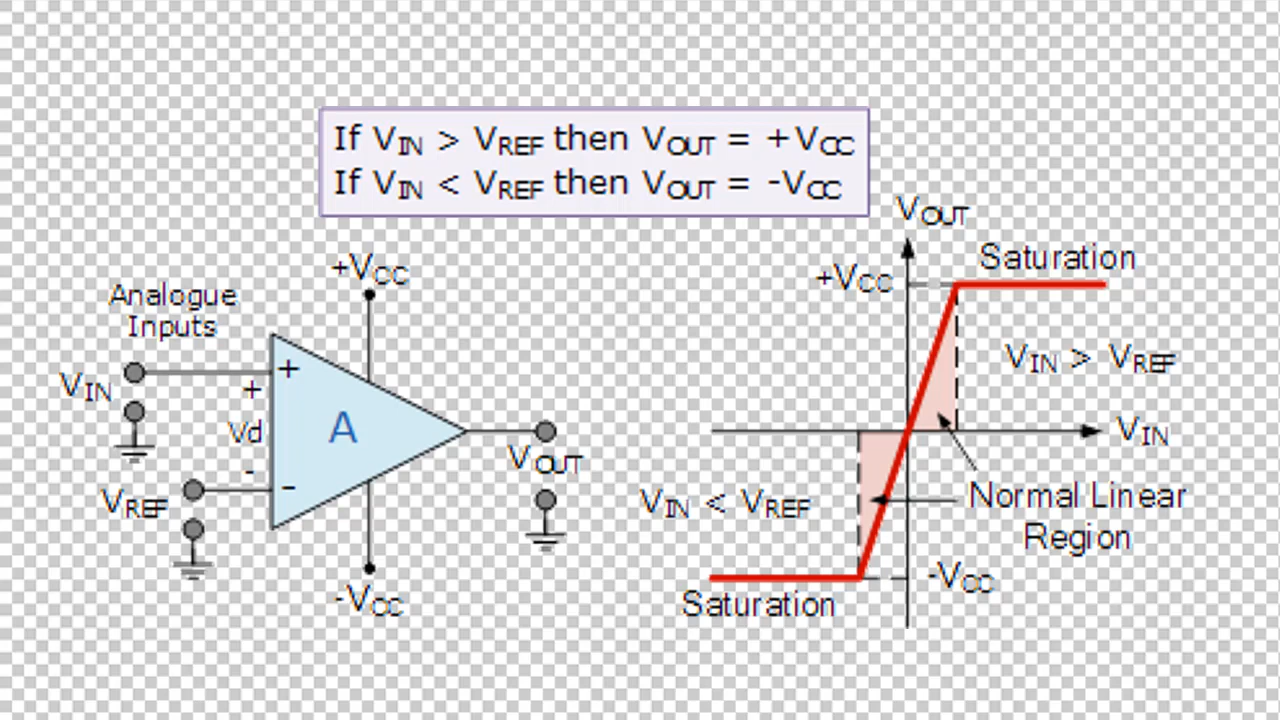 If VIN > VREF then VOUT = +VCC
If VIN < VREF then VOUT = -VCC
VOUT
+VCC
Saturation
+VCC
Analogue
Inputs
VIN > VREF
+
+
VIN
Vd
A
VIN
VOUT
-
-
VREF
VIN < VREF
Normal Linear
Region
-VCC
-VCC
Saturation